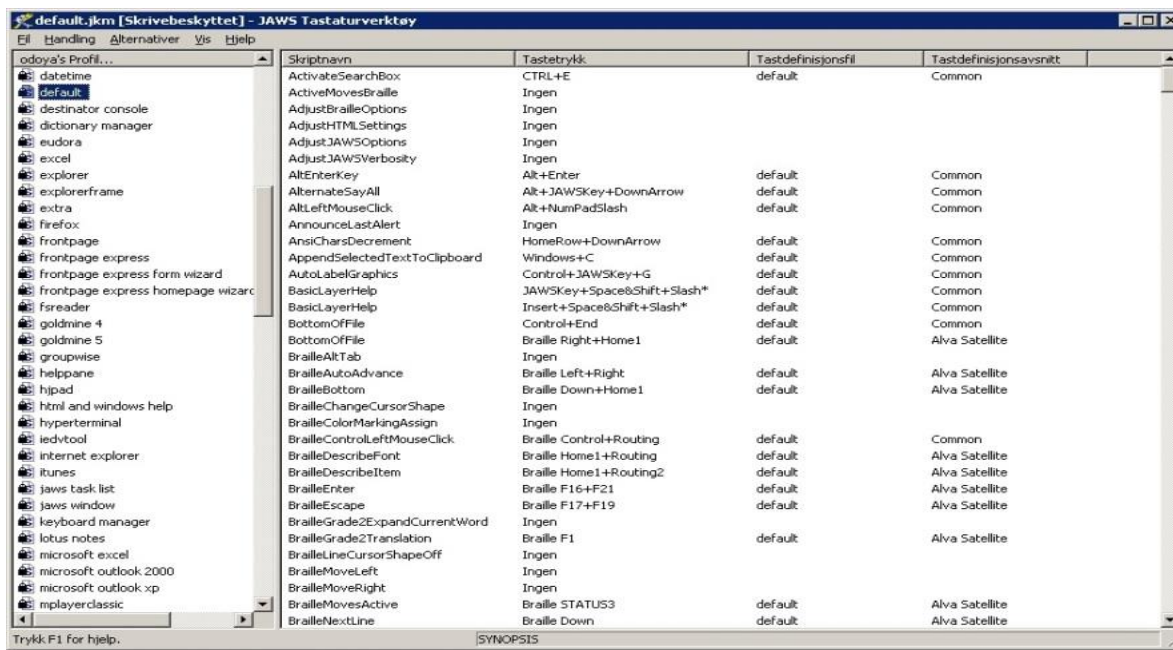 default.jkm [Skrivebeskyttet] - JAWS Tastaturverktøy
Fil Handling Alternativer Vis Hjelp
odoya's Profil... Skriptnavn Tastetrykk Tastdefinisjonsfil Tastdefinisjonsavsnitt
datetime ActivateSearchBox CTRL+E default Common
default ActiveMovesBraille Ingen
destinator console AdjustBrailleOptions Ingen
dictionary manager AdjustHTMLSettings Ingen
eudora AdjustJAWSOptions Ingen
excel AdjustJAWSVerbosity Ingen
explorer AltEnterKey Alt+Enter default Common
explorerframe AlternateSayAll Alt+JAWSKey+DownArrow default Common
extra AltLeftMouseClick Alt+NumPadSlash default Common
firefox AnnounceLastAlert Ingen
frontpage AnsiCharsDecrement HomeRow+DownArrow default Common
frontpage express AppendSelectedTextToClipboard Windows+C default Common
frontpage express form wizard AutoLabelGraphics Control+JAWSKey+G default Common
frontpage express homepage wizarc BasicLayerHelp JAWSKey+Space&Shift+Slash* default Common
fsreader BasicLayerHelp Insert+Space&Shift+Slash* default Common
goldmine 4 BottomOfFile Control+End default Common
goldmine 5 BottomOfFile Braille Right+Home1 default Alva Satellite
groupwise BrailleAltTab Ingen
helppane BrailleAutoAdvance Braille Left+Right default Alva Satellite
hjpad BrailleBottom Braille Down+Home1 default Alva Satellite
html and windows help BrailleChangeCursorShape Ingen
hyperterminal BrailleColorMarkingAssign Ingen
iedvtool BrailleControlLeftMouseClick Braille Control+Routing default Common
internet explorer BrailleDescribeFont Braille Home1+Routing default Alva Satellite
itunes BrailleDescribeItem Braille Home1+Routing2 default Alva Satellite
jaws task list BrailleEnter Braille F16+F21 default Alva Satellite
jaws window BrailleEscape Braille F17+F19 default Alva Satellite
keyboard manager BrailleGrade2ExpandCurrentWord Ingen
lotus notes BrailleGrade2Translation Braille F1 default Alva Satellite
microsoft excel BrailleLineCursorShapeOff Ingen
microsoft outlook 2000 BrailleMoveLeft Ingen
microsoft outlook xp BrailleMoveRight Ingen
mplayerclassic BrailleMovesActive Braille STATUS3 default Alva Satellite
BrailleNextLine Braille Down default Alva Satellite
Trykk F1 for hjelp. SYNOPSIS